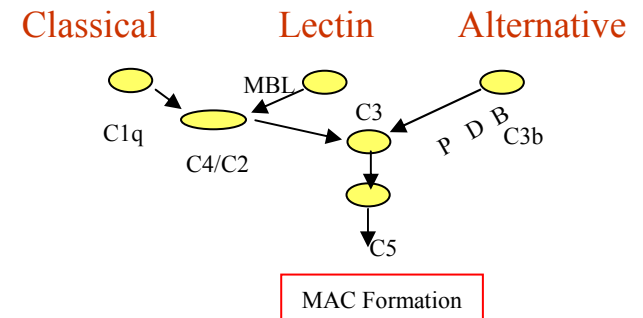 Classical Lectin Alternative
MBL
C3
C1q
P D B
C3b
C4/C2
C5
MAC Formation